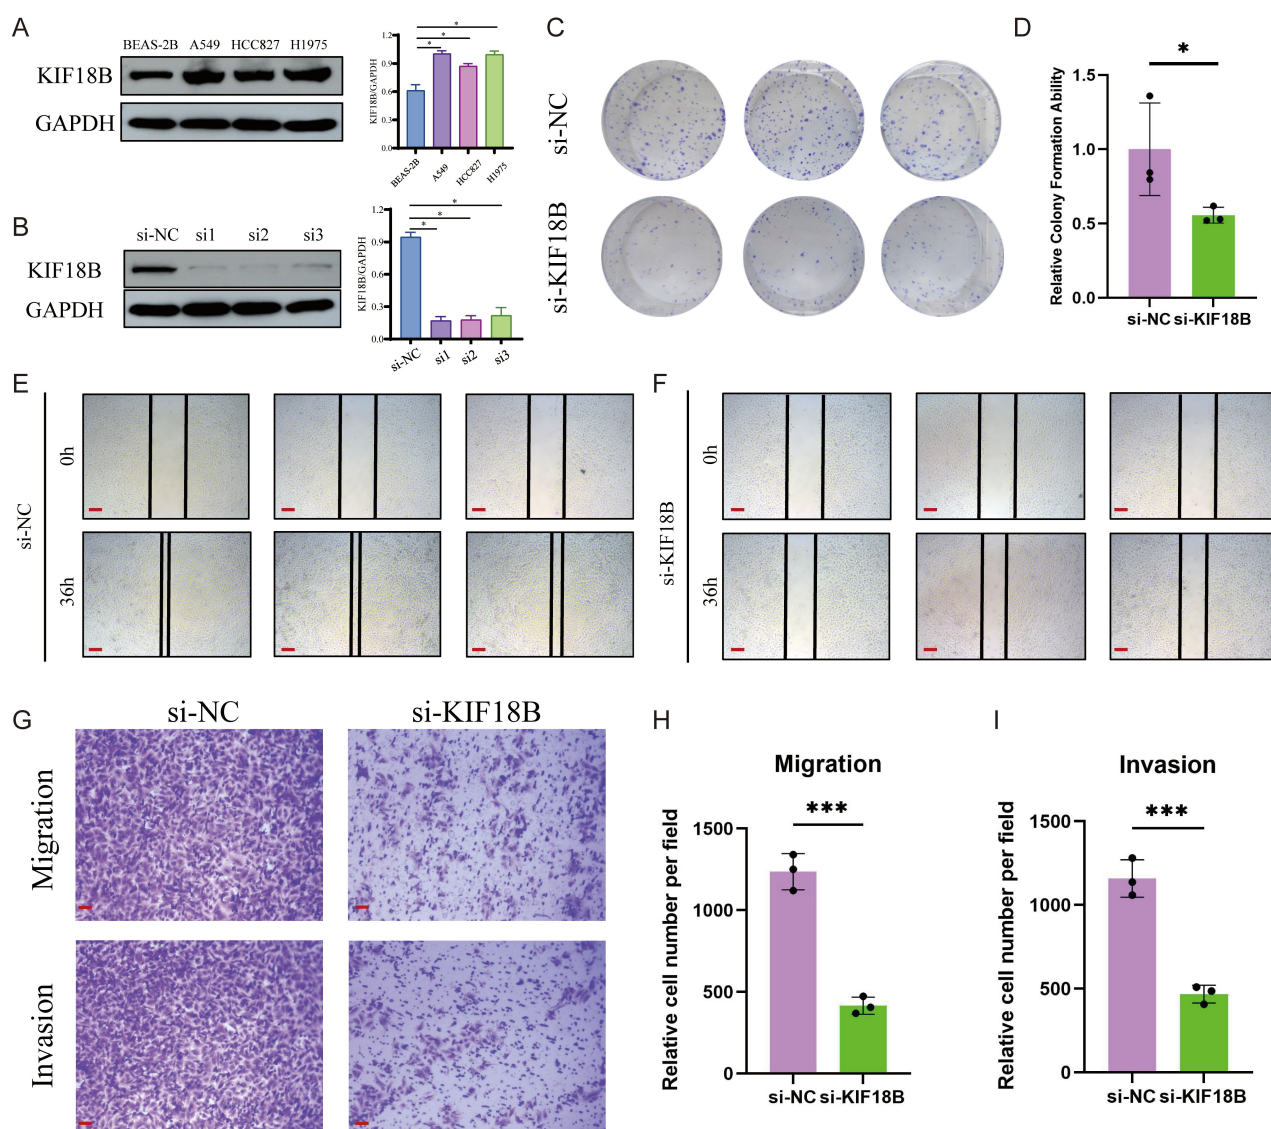 A
BEAS-2B A549 HCC827 H1975
KIF18B
GAPDH
KIF18B/GAPDH
1.2
0.9
0.6
0.3
0.0
*
*
*
BEAS-2B
A549
HCC827
H1975
B
si-NC si1 si2 si3
KIF18B
GAPDH
KIF18B/GAPDH
1.2
0.9
0.6
0.3
0.0
*
*
*
si-NC
si1
si2
si3
C
si-NC
si-KIF18B
D
Relative Colony Formation Ability
1.5
1.0
0.5
0.0
*
si-NC si-KIF18B
E
si-NC
0h
36h
F
si-KIF18B
0h
36h
G
si-NC si-KIF18B
Migration
Invasion
H
Migration
Relative cell number per field
1500
1000
500
0
***
si-NC si-KIF18B
I
Invasion
Relative cell number per field
1500
1000
500
0
***
si-NC si-KIF18B